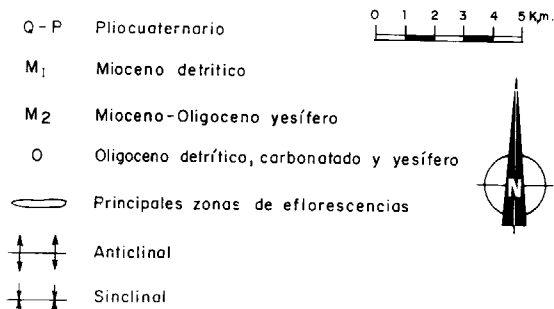 0 1 2 3 4 5 K.m.
Q-P Pliocuaternario
M1 Mioceno detrítico
M2 Mioceno-Oligoceno yesífero
O Oligoceno detrítico, carbonatado y yesífero
Principales zonas de eflorescencias
N
Anticlinal
Sinclinal